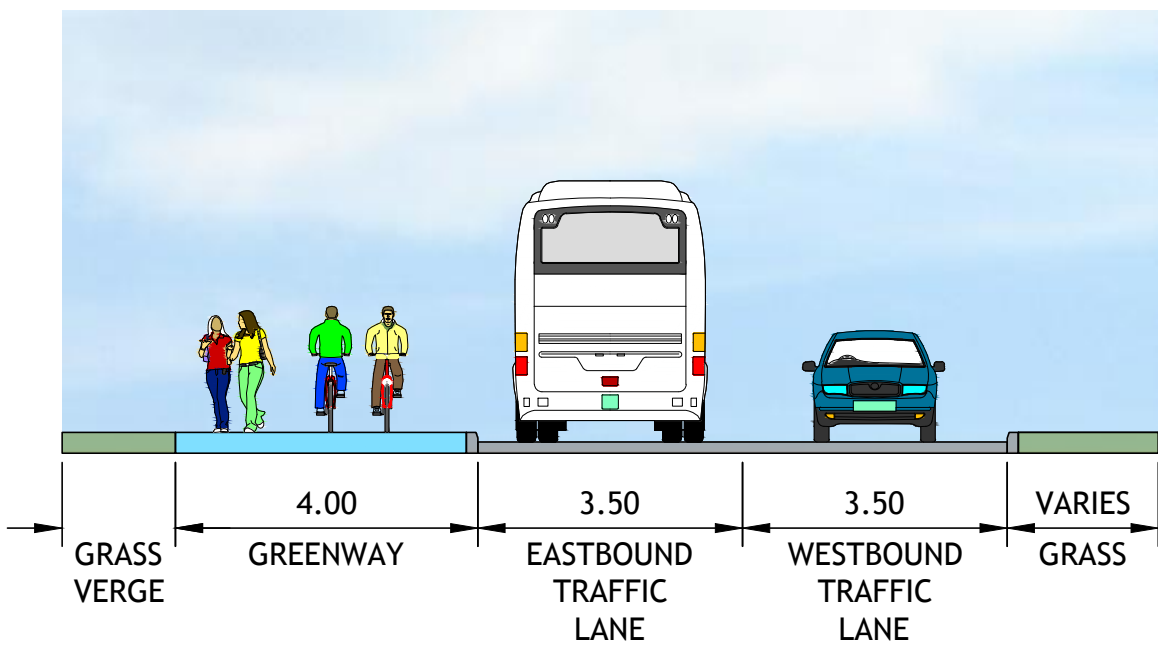 4.00 3.50 3.50 VARIES
GRASS VERGE
GREENWAY
EASTBOUND
TRAFFIC
LANE
WESTBOUND
TRAFFIC
LANE
GRASS